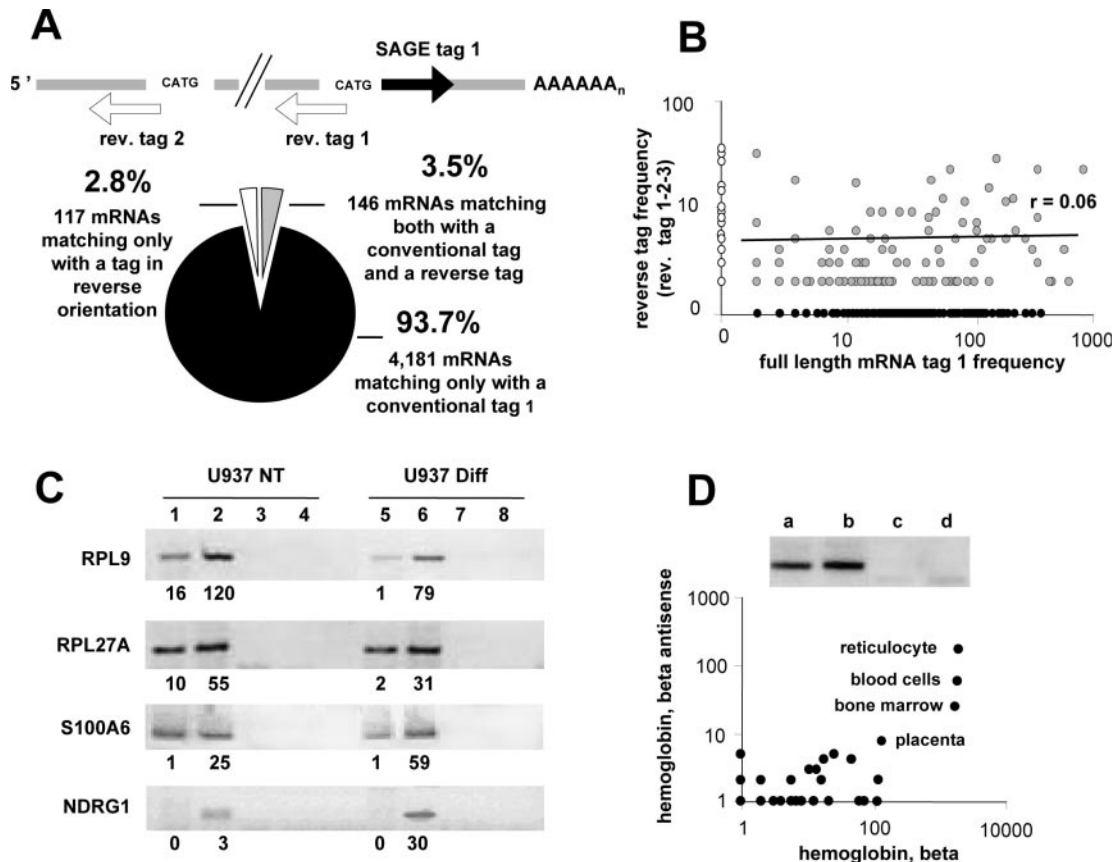 A
SAGE tag 1
5 '
CATG
CATG
AAAAAAn
rev. tag 2
rev. tag 1
2.8%
117 mRNAs
matching only
with a tag in
reverse
orientation
3.5%
146 mRNAs matching
both with a
conventional tag
and a reverse tag
93.7%
4,181 mRNAs
matching only with a
conventional tag 1
B
reverse tag frequency
(rev. tag 1-2-3)
100
10
0
r = 0.06
10
100
1000
full length mRNA tag 1 frequency
C
U937 NT
U937 Diff
1 2 3 4 5 6 7 8
RPL9
16 120 1 79
RPL27A
10 55 2 31
S100A6
1 25 1 59
NDRG1
0 3 0 30
D
a b c d
hemoglobin, beta antisense
1000
100
10
1
reticulocyte
blood cells
bone marrow
placenta
1
100
10000
hemoglobin, beta